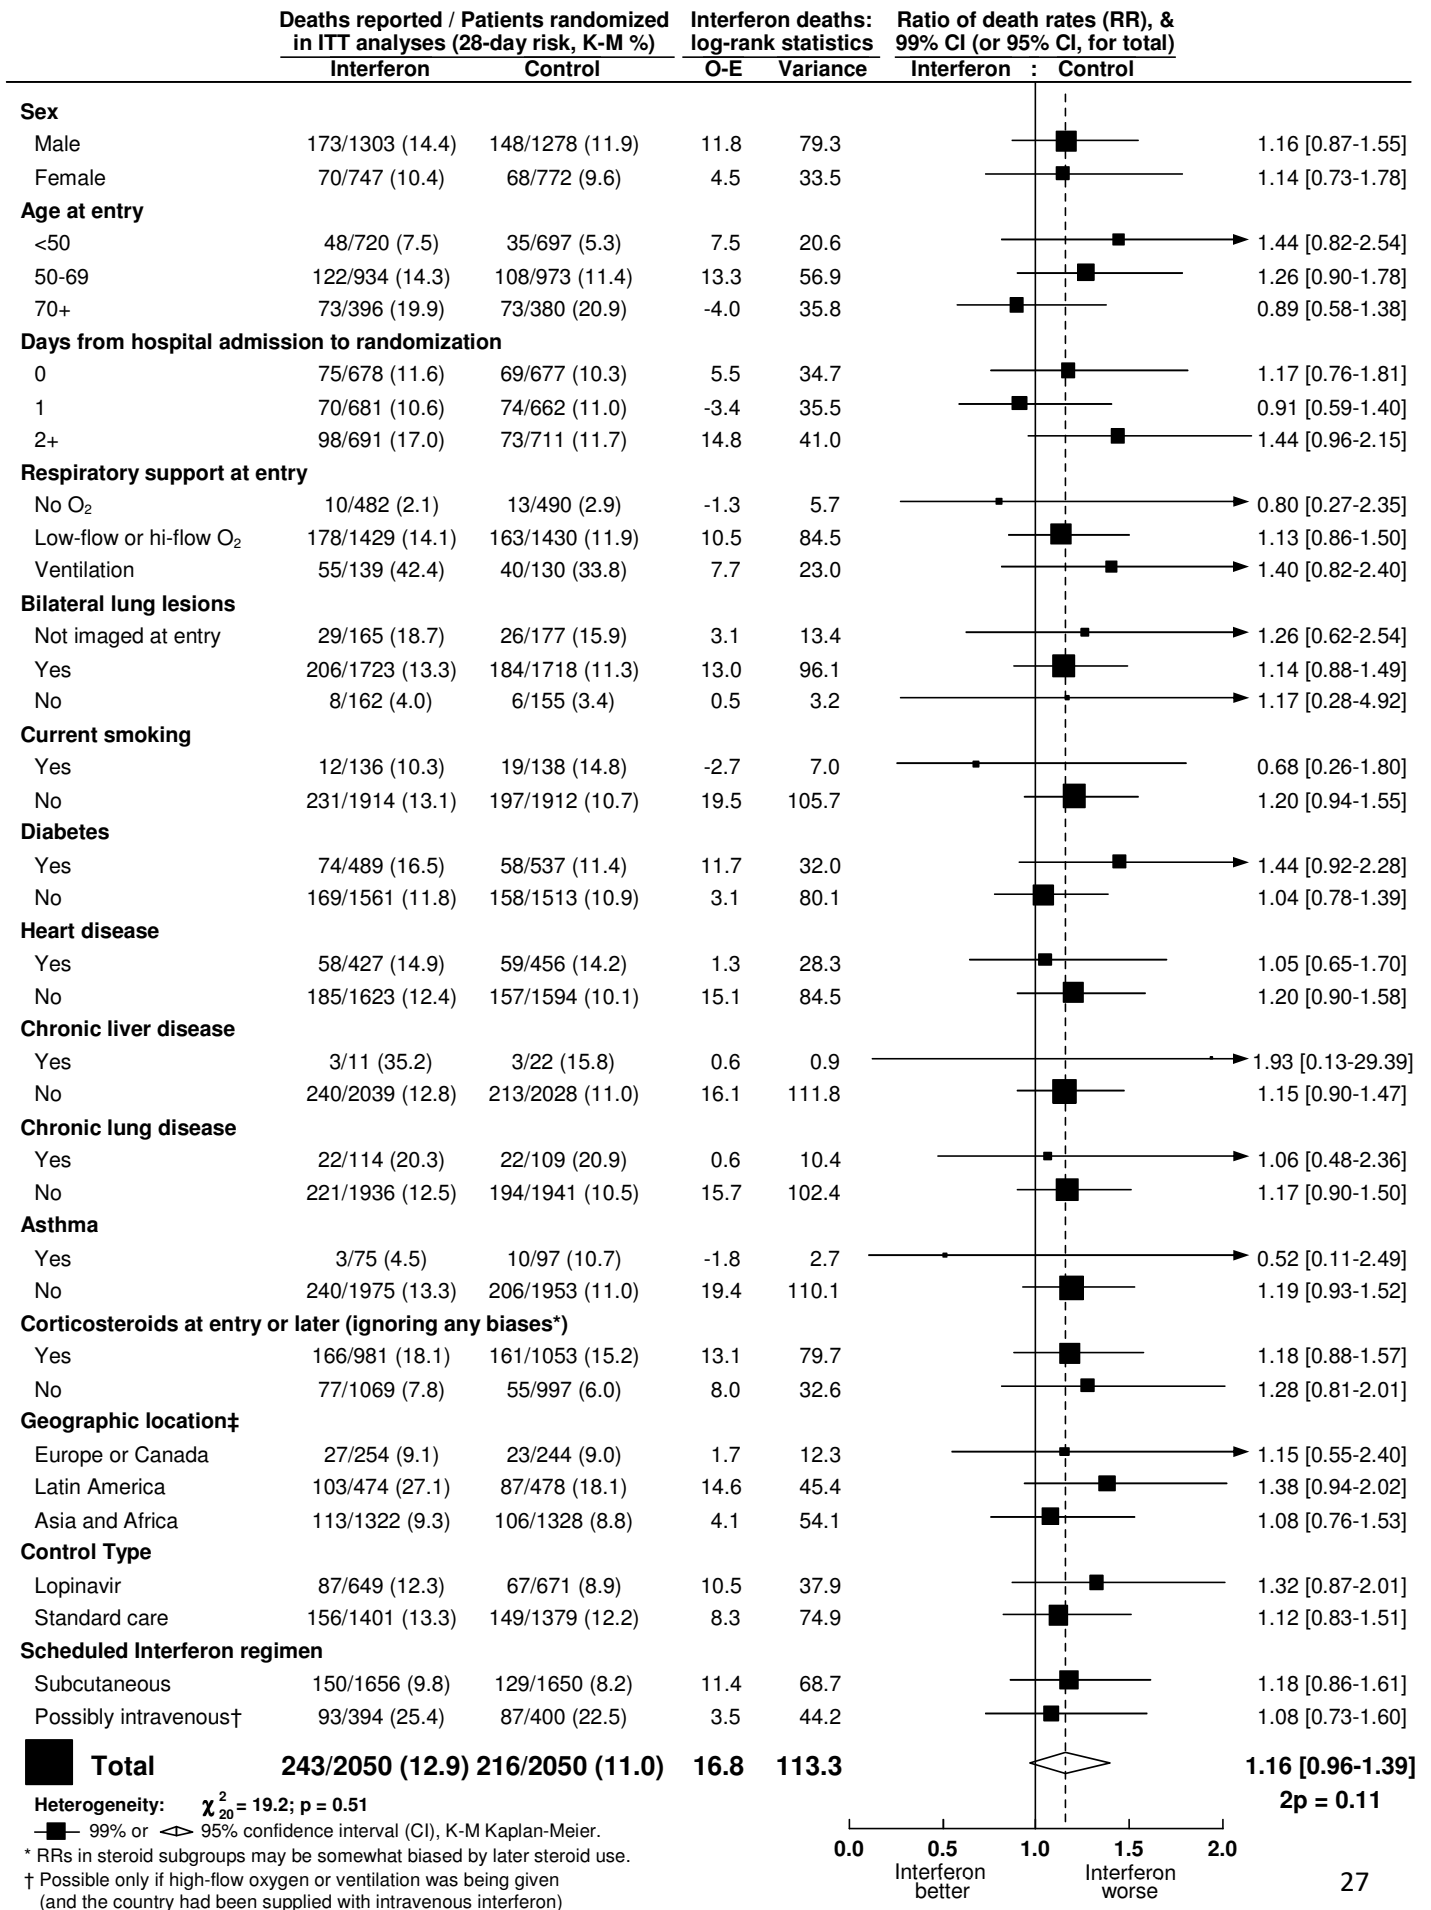 Deaths reported / Patients randomized Interferon deaths: Ratio of death rates (RR), &
in ITT analyses (28-day risk, K-M %) log-rank statistics 99% CI (or 95% CI, for total)
Interferon Control O-E Variance Interferon : Control
Sex
Male 173/1303 (14.4) 148/1278 (11.9) 11.8 79.3 1.16 [0.87-1.55]
Female 70/747 (10.4) 68/772 (9.6) 4.5 33.5 1.14 [0.73-1.78]
Age at entry
<50 48/720 (7.5) 35/697 (5.3) 7.5 20.6 1.44 [0.82-2.54]
50-69 122/934 (14.3) 108/973 (11.4) 13.3 56.9 1.26 [0.90-1.78]
70+ 73/396 (19.9) 73/380 (20.9) -4.0 35.8 0.89 [0.58-1.38]
Days from hospital admission to randomization
0 75/678 (11.6) 69/677 (10.3) 5.5 34.7 1.17 [0.76-1.81]
1 70/681 (10.6) 74/662 (11.0) -3.4 35.5 0.91 [0.59-1.40]
2+ 98/691 (17.0) 73/711 (11.7) 14.8 41.0 1.44 [0.96-2.15]
Respiratory support at entry
No O₂ 10/482 (2.1) 13/490 (2.9) -1.3 5.7 0.80 [0.27-2.35]
Low-flow or hi-flow O₂ 178/1429 (14.1) 163/1430 (11.9) 10.5 84.5 1.13 [0.86-1.50]
Ventilation 55/139 (42.4) 40/130 (33.8) 7.7 23.0 1.40 [0.82-2.40]
Bilateral lung lesions
Not imaged at entry 29/165 (18.7) 26/177 (15.9) 3.1 13.4 1.26 [0.62-2.54]
Yes 206/1723 (13.3) 184/1718 (11.3) 13.0 96.1 1.14 [0.88-1.49]
No 8/162 (4.0) 6/155 (3.4) 0.5 3.2 1.17 [0.28-4.92]
Current smoking
Yes 12/136 (10.3) 19/138 (14.8) -2.7 7.0 0.68 [0.26-1.80]
No 231/1914 (13.1) 197/1912 (10.7) 19.5 105.7 1.20 [0.94-1.55]
Diabetes
Yes 74/489 (16.5) 58/537 (11.4) 11.7 32.0 1.44 [0.92-2.28]
No 169/1561 (11.8) 158/1513 (10.9) 3.1 80.1 1.04 [0.78-1.39]
Heart disease
Yes 58/427 (14.9) 59/456 (14.2) 1.3 28.3 1.05 [0.65-1.70]
No 185/1623 (12.4) 157/1594 (10.1) 15.1 84.5 1.20 [0.90-1.58]
Chronic liver disease
Yes 3/11 (35.2) 3/22 (15.8) 0.6 0.9 1.93 [0.13-29.39]
No 240/2039 (12.8) 213/2028 (11.0) 16.1 111.8 1.15 [0.90-1.47]
Chronic lung disease
Yes 22/114 (20.3) 22/109 (20.9) 0.6 10.4 1.06 [0.48-2.36]
No 221/1936 (12.5) 194/1941 (10.5) 15.7 102.4 1.17 [0.90-1.50]
Asthma
Yes 3/75 (4.5) 10/97 (10.7) -1.8 2.7 0.52 [0.11-2.49]
No 240/1975 (13.3) 206/1953 (11.0) 19.4 110.1 1.19 [0.93-1.52]
Corticosteroids at entry or later (ignoring any biases*)
Yes 166/981 (18.1) 161/1053 (15.2) 13.1 79.7 1.18 [0.88-1.57]
No 77/1069 (7.8) 55/997 (6.0) 8.0 32.6 1.28 [0.81-2.01]
Geographic location‡
Europe or Canada 27/254 (9.1) 23/244 (9.0) 1.7 12.3 1.15 [0.55-2.40]
Latin America 103/474 (27.1) 87/478 (18.1) 14.6 45.4 1.38 [0.94-2.02]
Asia and Africa 113/1322 (9.3) 106/1328 (8.8) 4.1 54.1 1.08 [0.76-1.53]
Control Type
Lopinavir 87/649 (12.3) 67/671 (8.9) 10.5 37.9 1.32 [0.87-2.01]
Standard care 156/1401 (13.3) 149/1379 (12.2) 8.3 74.9 1.12 [0.83-1.51]
Scheduled Interferon regimen
Subcutaneous 150/1656 (9.8) 129/1650 (8.2) 11.4 68.7 1.18 [0.86-1.61]
Possibly intravenous† 93/394 (25.4) 87/400 (22.5) 3.5 44.2 1.08 [0.73-1.60]
Total 243/2050 (12.9) 216/2050 (11.0) 16.8 113.3 1.16 [0.96-1.39]
2p = 0.11
Heterogeneity: χ²₂₀ = 19.2; p = 0.51
99% or 95% confidence interval (CI), K-M Kaplan-Meier.
* RRs in steroid subgroups may be somewhat biased by later steroid use.
† Possible only if high-flow oxygen or ventilation was being given
(and the country had been supplied with intravenous interferon)
0.0 0.5 1.0 1.5 2.0
Interferon better
Interferon worse
27